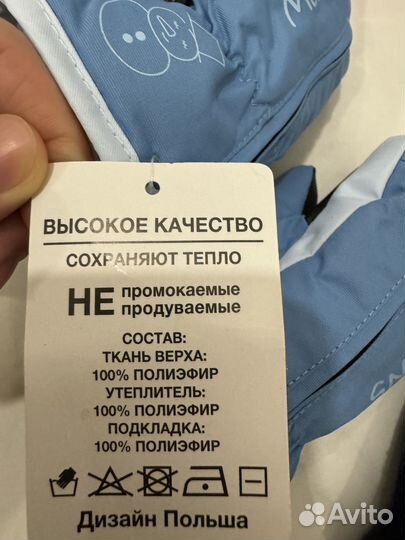 ВЫСОКОЕ КАЧЕСТВО
СОХРАНЯЮТ ТЕПЛО
НЕ промокаемые
продуваемые
СОСТАВ:
ТКАНЬ ВЕРХА:
100% ПОЛИЭФИР
УТЕПЛИТЕЛЬ:
100% ПОЛИЭФИР
ПОДКЛАДКА:
100% ПОЛИЭФИР
Дизайн Польша
Avito